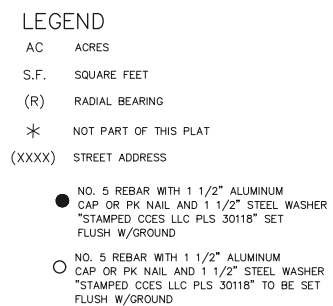 LEGEND
AC ACRES
S.F. SQUARE FEET
(R) RADIAL BEARING
* NOT PART OF THIS PLAT
(XXXX) STREET ADDRESS
NO. 5 REBAR WITH 1 1/2" ALUMINUM
CAP OR PK NAIL AND 1 1/2" STEEL WASHER
"STAMPED CCES LLC PLS 30118" SET
FLUSH W/GROUND
NO. 5 REBAR WITH 1 1/2" ALUMINUM
CAP OR PK NAIL AND 1 1/2" STEEL WASHER
"STAMPED CCES LLC PLS 30118" TO BE SET
FLUSH W/GROUND